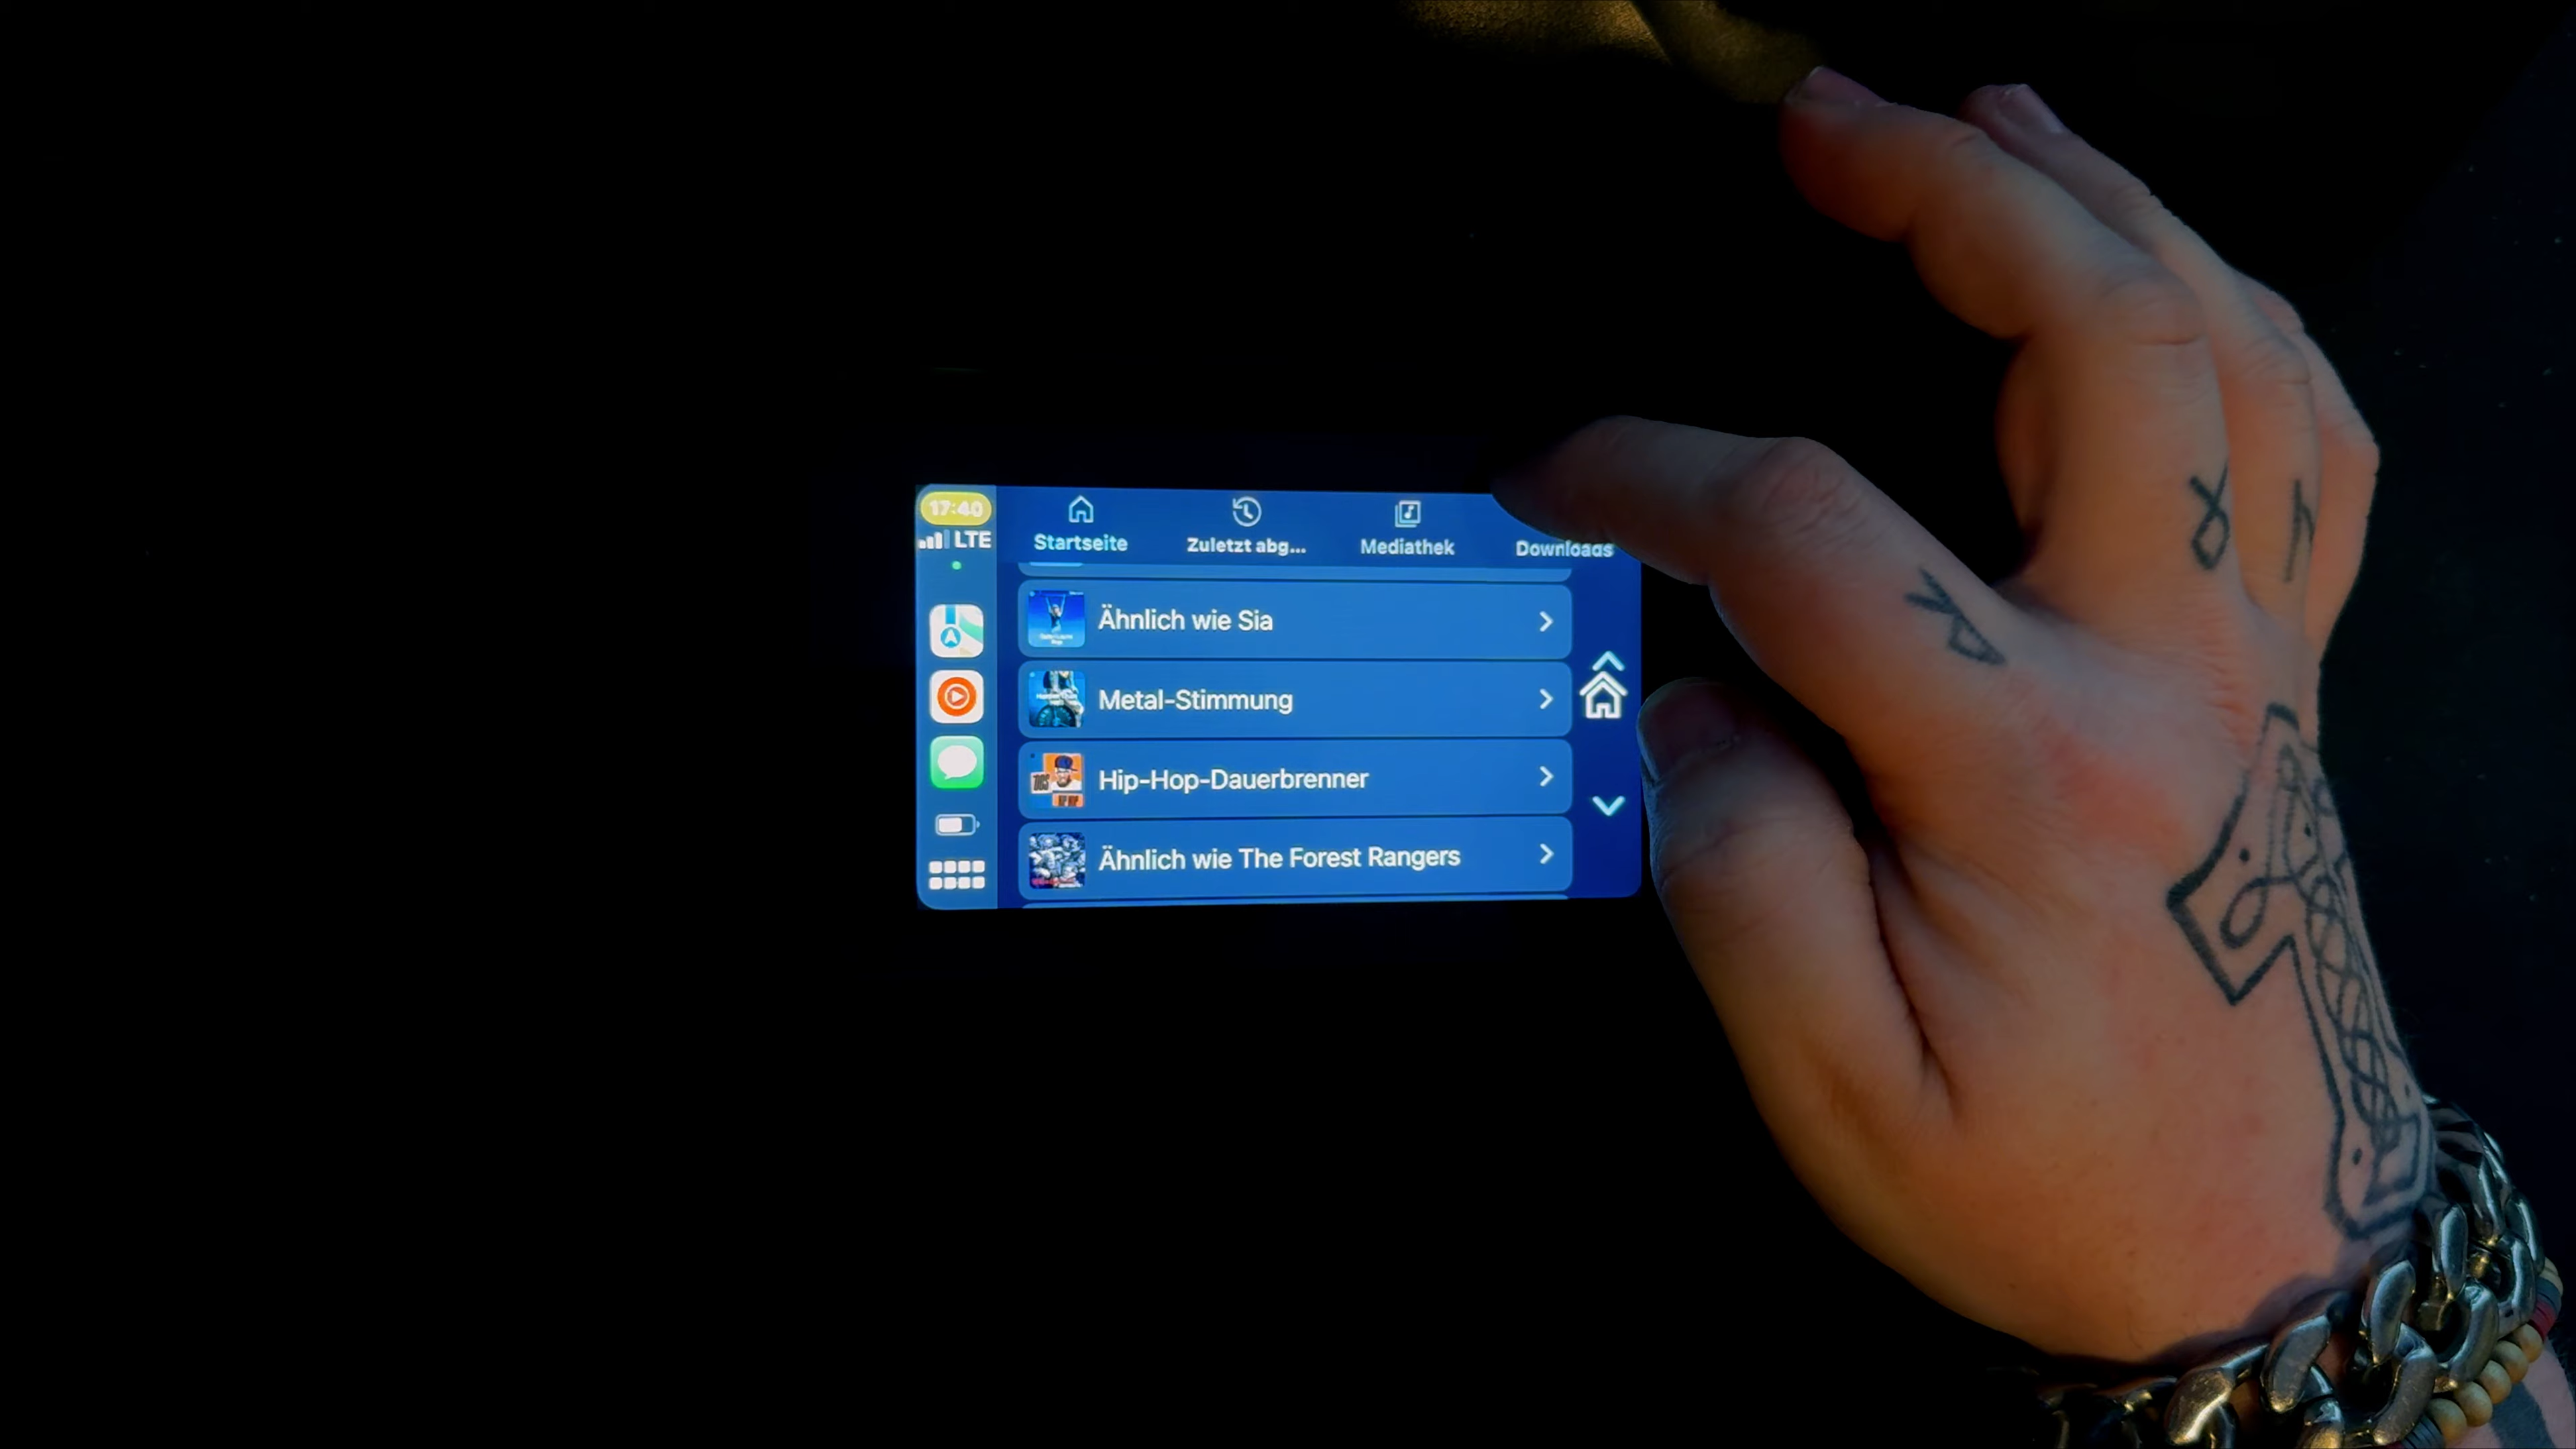 17:40
LTE
Startseite
Zuletzt abg...
Mediathek
Downloads
Ähnlich wie Sia
Metal-Stimmung
Hip-Hop-Dauerbrenner
Ähnlich wie The Forest Rangers